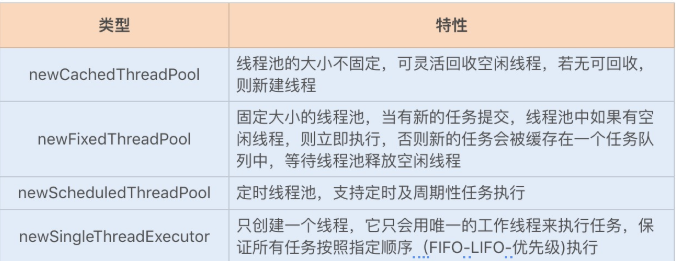 类型 特性
newCachedThreadPool 线程池的大小不固定，可灵活回收空闲线程，若无可回收，
则新建线程
newFixedThreadPool 固定大小的线程池，当有新的任务提交，线程池中如果有空
闲线程，则立即执行，否则新的任务会被缓存在一个任务队
列中，等待线程池释放空闲线程
newScheduledThreadPool 定时线程池，支持定时及周期性任务执行
newSingleThreadExecutor 只创建一个线程，它只会用唯一的工作线程来执行任务，保
证所有任务按照指定顺序（FIFO-LIFO-优先级)执行